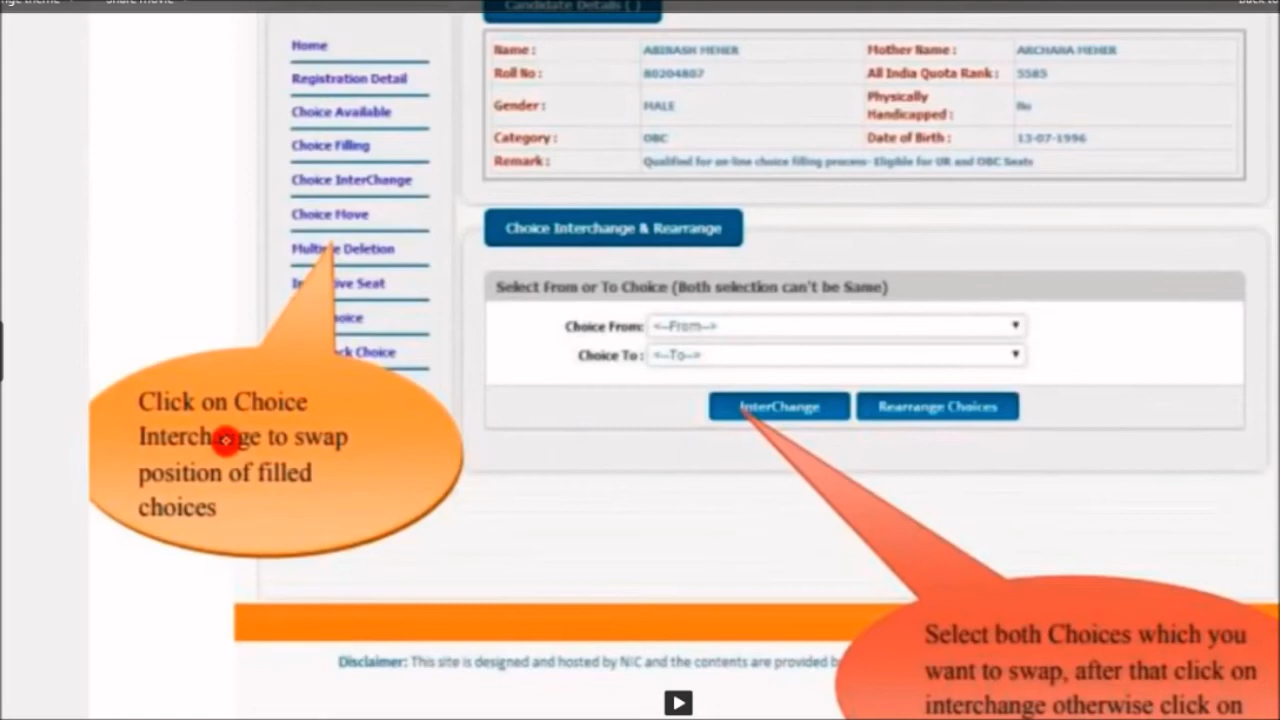 Share movie
Back to
Candidate Details ( )
Home
Registration Detail
Choice Available
Choice Filling
Choice InterChange
Choice Move
Deletion
Seat
Choice
Name : ABINASH MEHER Mother Name : ARCHANA MEHER
Roll No : 80204807 All India Quota Rank : 5585
Gender : MALE Physically Handicapped : No
Category : OBC Date of Birth : 13-07-1996
Remark : Qualified for on-line choice filling process- Eligible for UR and OBC Seats
Choice Interchange & Rearrange
Select From or To Choice (Both selection can't be Same)
Choice From: <--From-->
Choice To : <--To-->
InterChange Rearrange Choices
Click on Choice
Interchange to swap
position of filled
choices
Select both Choices which you
want to swap, after that click on
interchange otherwise click on
Disclaimer: This site is designed and hosted by NIC and the contents are provided